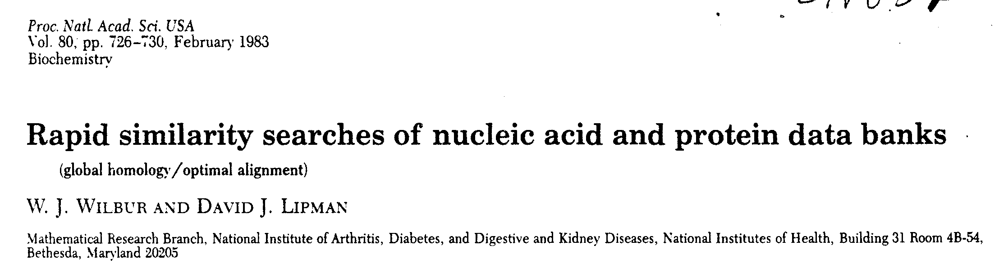 Proc. Natl. Acad. Sci. USA
Vol. 80, pp. 726–730, February 1983
Biochemistry
Rapid similarity searches of nucleic acid and protein data banks
(global homology/optimal alignment)
W. J. WILBUR AND DAVID J. LIPMAN
Mathematical Research Branch, National Institute of Arthritis, Diabetes, and Digestive and Kidney Diseases, National Institutes of Health, Building 31 Room 4B-54,
Bethesda, Maryland 20205